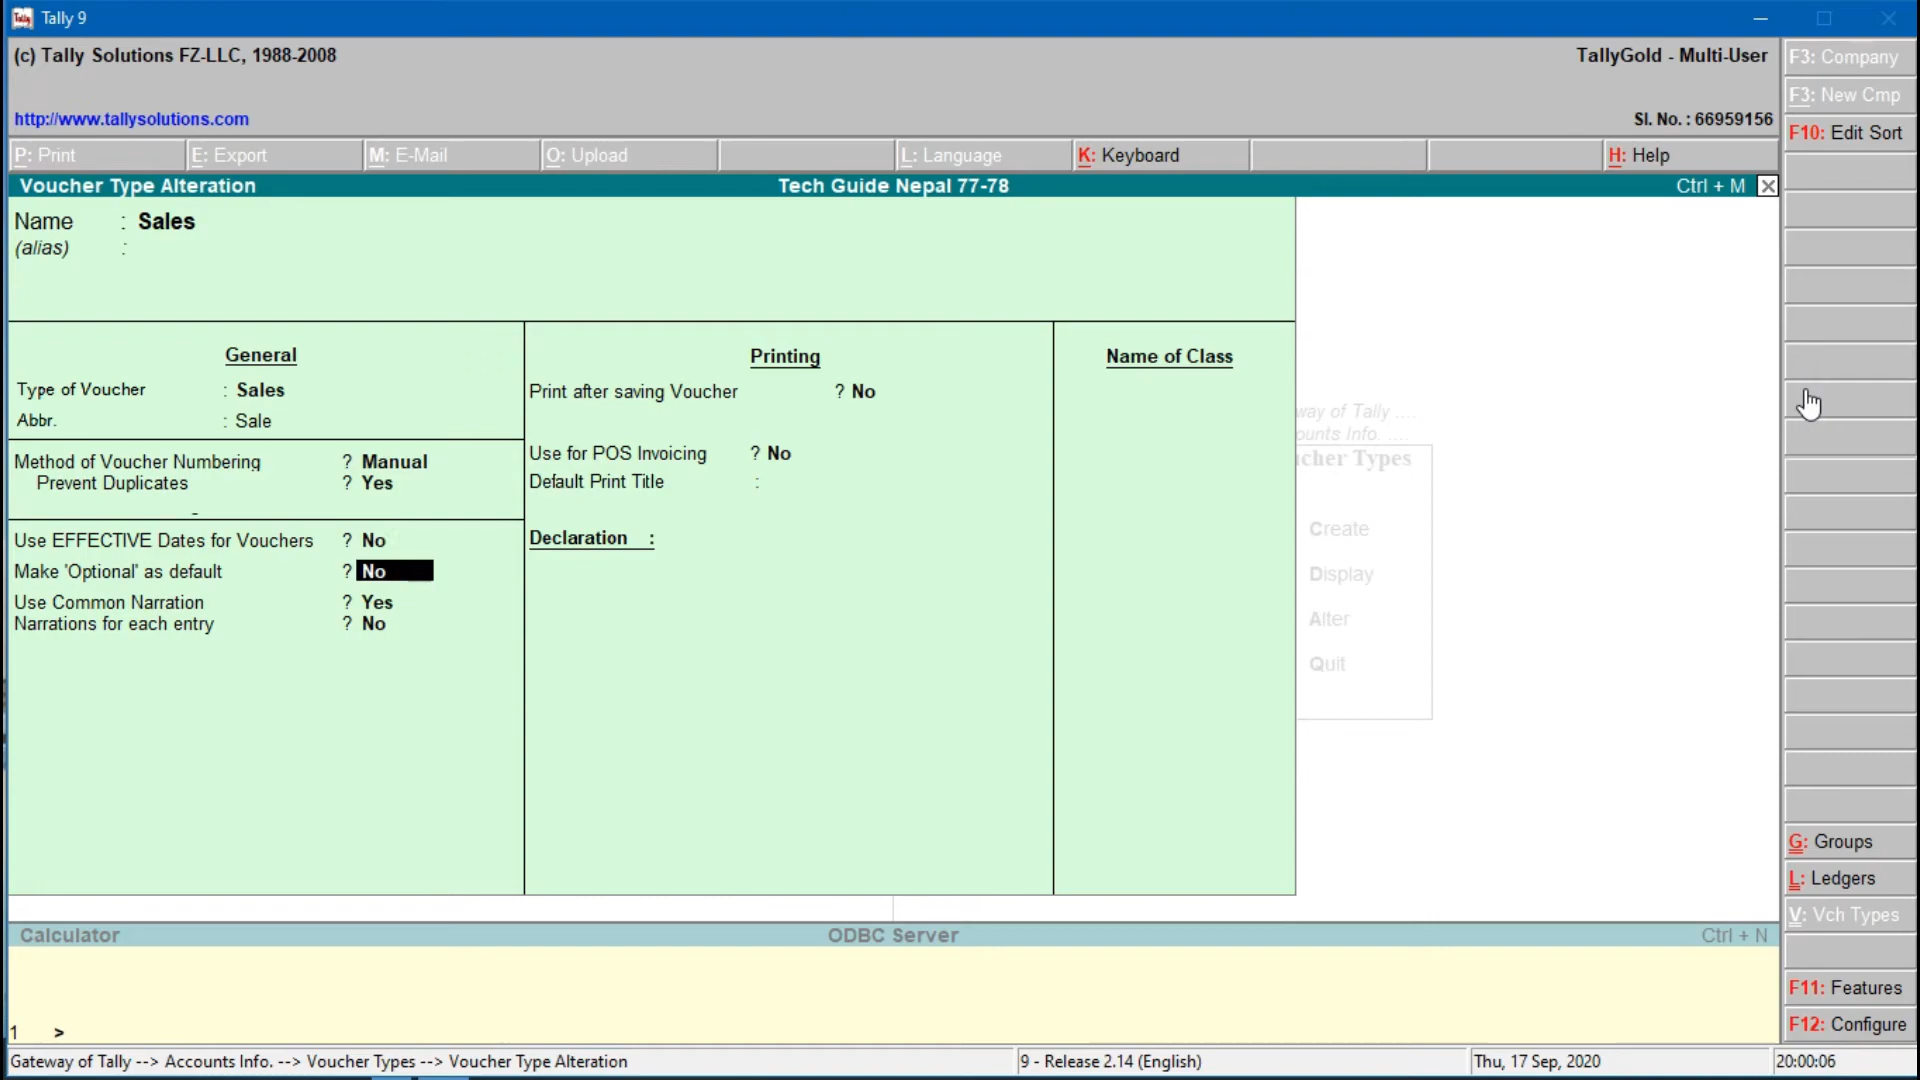 Tally 9
(c) Tally Solutions FZ-LLC, 1988-2008
TallyGold - Multi-User
http://www.tallysolutions.com
Sl. No. : 66959156
P: Print
E: Export
M: E-Mail
O: Upload
L: Language
K: Keyboard
H: Help
Voucher Type Alteration
Tech Guide Nepal 77-78
Ctrl + M
Name : Sales
(alias) :
General
Type of Voucher : Sales
Abbr. : Sale
Method of Voucher Numbering ? Manual
Prevent Duplicates ? Yes
Use EFFECTIVE Dates for Vouchers ? No
Make 'Optional' as default ? No
Use Common Narration ? Yes
Narrations for each entry ? No
Printing
Print after saving Voucher ? No
Use for POS Invoicing ? No
Default Print Title :
Declaration :
Name of Class
way of Tally ....
ounts Info. ....
cher Types
Create
Display
Alter
Quit
F3: Company
F3: New Cmp
F10: Edit Sort
G: Groups
L: Ledgers
V: Vch Types
F11: Features
F12: Configure
Calculator
ODBC Server
Ctrl + N
1 >
Gateway of Tally --> Accounts Info. --> Voucher Types --> Voucher Type Alteration
9 - Release 2.14 (English)
Thu, 17 Sep, 2020
20:00:06